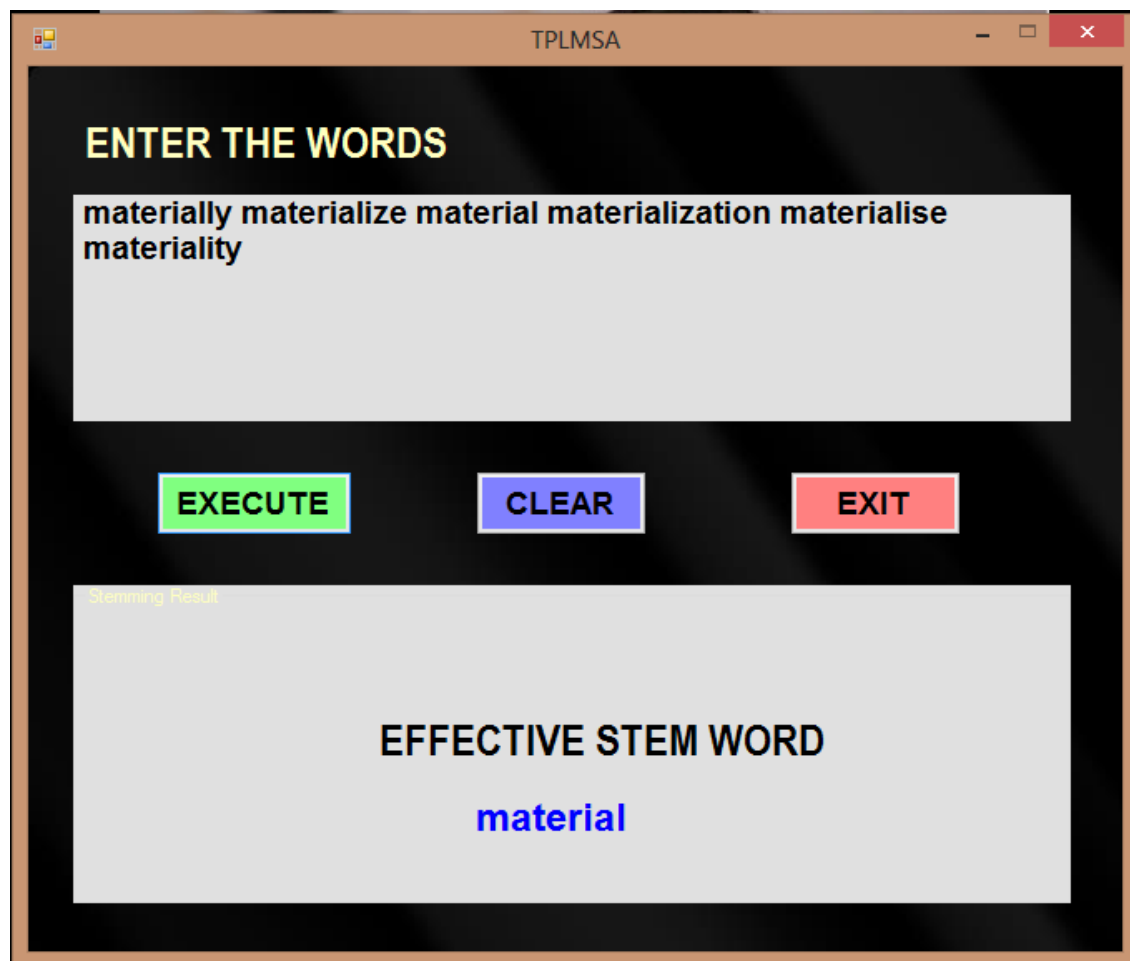 TPLMSA
ENTER THE WORDS
materially materialize material materialization materialise
materiality
EXECUTE CLEAR EXIT
Stemming Result
EFFECTIVE STEM WORD
material